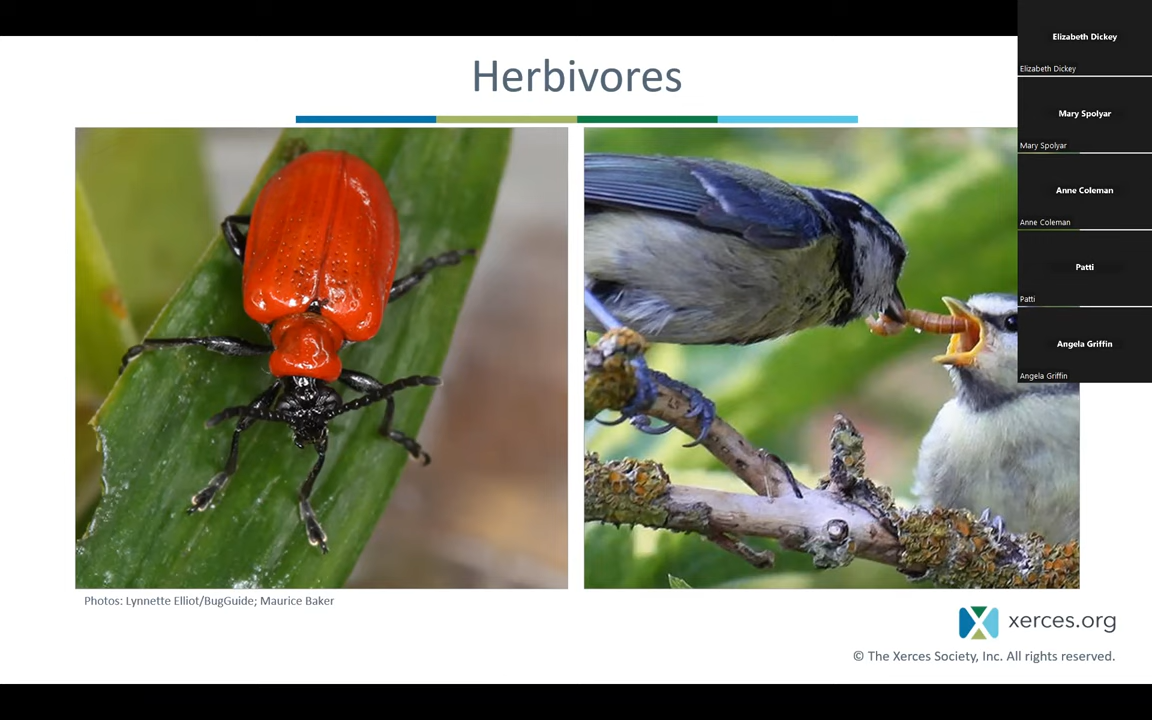 Herbivores
Elizabeth Dickey
Elizabeth Dickey
Mary Spolyar
Mary Spolyar
Anne Coleman
Anne Coleman
Patti
Patti
Angela Griffin
Angela Griffin
Photos: Lynnette Elliot/BugGuide; Maurice Baker
xerces.org
© The Xerces Society, Inc. All rights reserved.